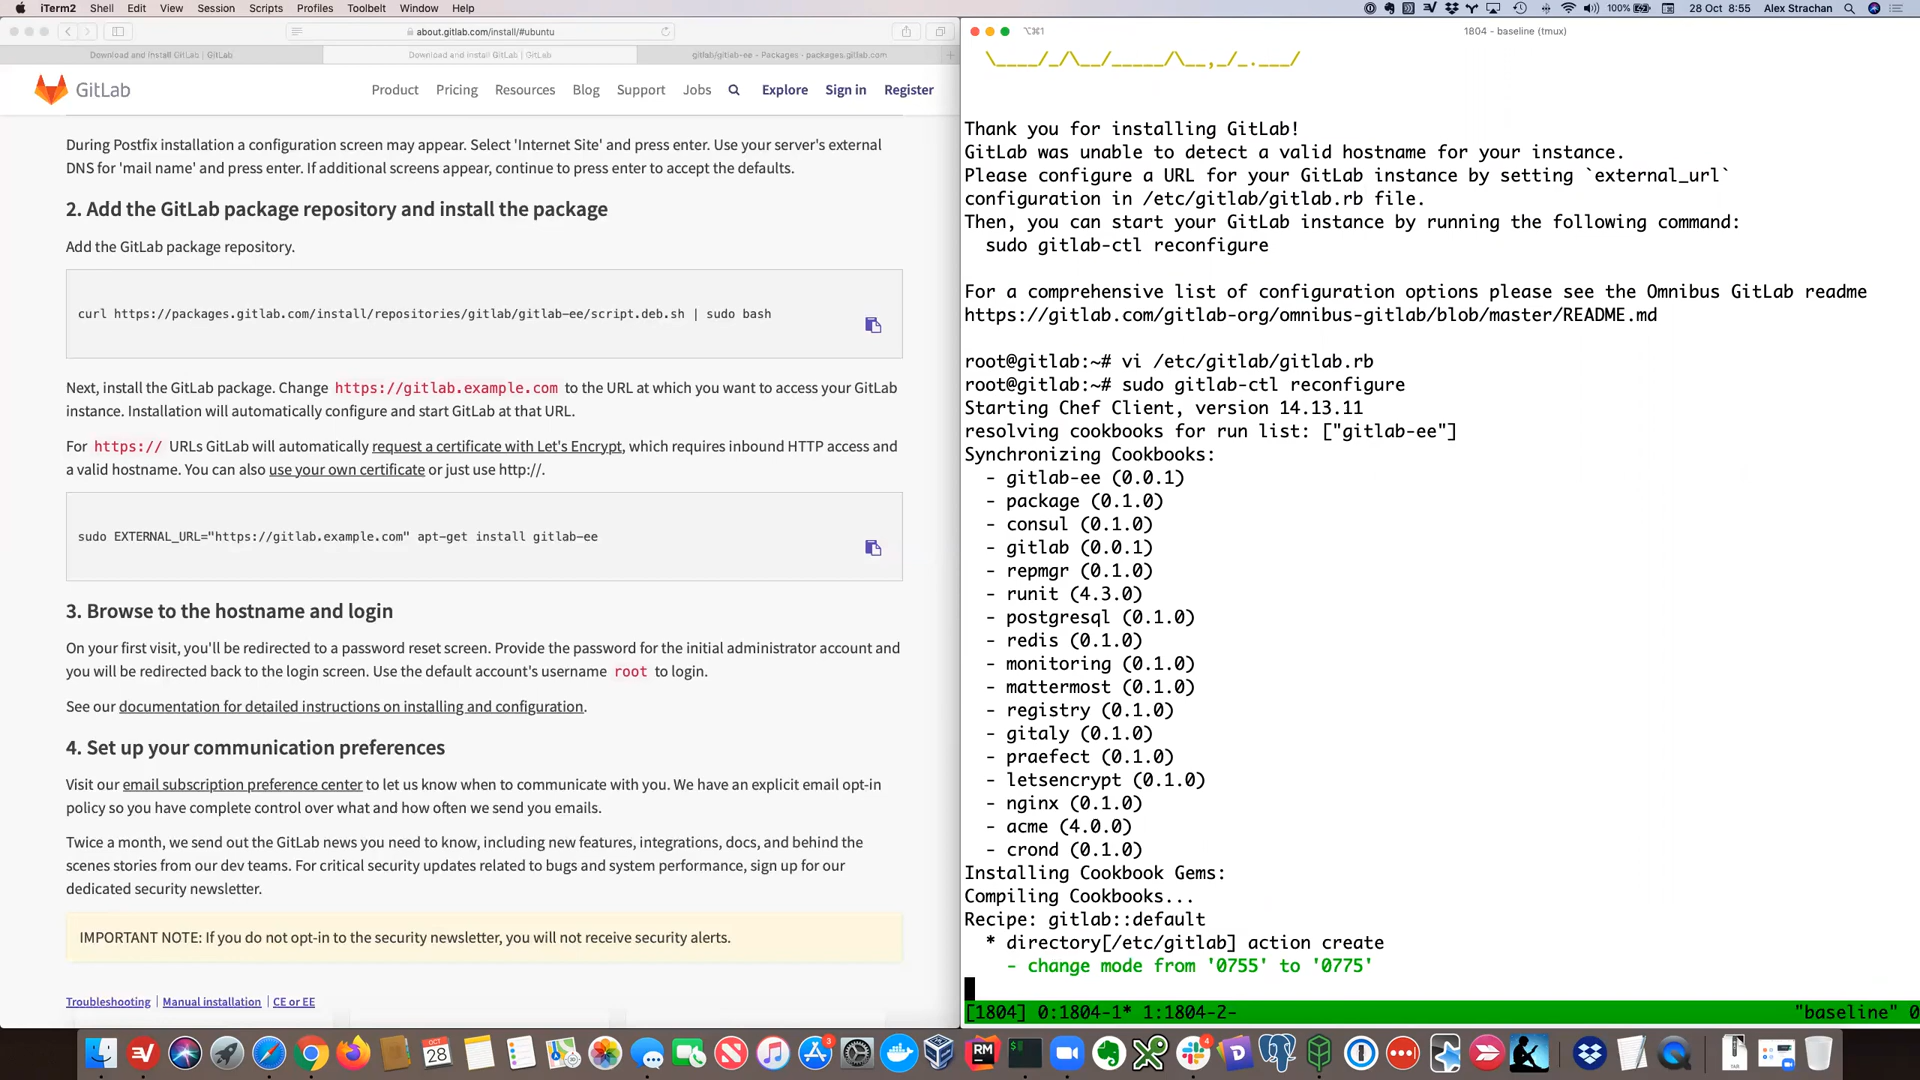 iTerm2 Shell Edit View Session Scripts Profiles Toolbelt Window Help
100% 28 Oct 8:55 Alex Strachan
about.gitlab.com/install/#ubuntu
Download and Install GitLab | GitLab
Download and Install GitLab | GitLab
gitlab/gitlab-ee - Packages · packages.gitlab.com
GitLab
Product Pricing Resources Blog Support Jobs Explore Sign in Register
During Postfix installation a configuration screen may appear. Select 'Internet Site' and press enter. Use your server's external
DNS for 'mail name' and press enter. If additional screens appear, continue to press enter to accept the defaults.
2. Add the GitLab package repository and install the package
Add the GitLab package repository.
curl https://packages.gitlab.com/install/repositories/gitlab/gitlab-ee/script.deb.sh | sudo bash
Next, install the GitLab package. Change https://gitlab.example.com to the URL at which you want to access your GitLab
instance. Installation will automatically configure and start GitLab at that URL.
For https:// URLs GitLab will automatically request a certificate with Let's Encrypt, which requires inbound HTTP access and
a valid hostname. You can also use your own certificate or just use http://.
sudo EXTERNAL_URL="https://gitlab.example.com" apt-get install gitlab-ee
3. Browse to the hostname and login
On your first visit, you'll be redirected to a password reset screen. Provide the password for the initial administrator account and
you will be redirected back to the login screen. Use the default account's username root to login.
See our documentation for detailed instructions on installing and configuration.
4. Set up your communication preferences
Visit our email subscription preference center to let us know when to communicate with you. We have an explicit email opt-in
policy so you have complete control over what and how often we send you emails.
Twice a month, we send out the GitLab news you need to know, including new features, integrations, docs, and behind the
scenes stories from our dev teams. For critical security updates related to bugs and system performance, sign up for our
dedicated security newsletter.
IMPORTANT NOTE: If you do not opt-in to the security newsletter, you will not receive security alerts.
Troubleshooting | Manual installation | CE or EE
⌥⌘1 1804 - baseline (tmux)
\____/_/\__/_____/\__,_/_.___/
Thank you for installing GitLab!
GitLab was unable to detect a valid hostname for your instance.
Please configure a URL for your GitLab instance by setting `external_url`
configuration in /etc/gitlab/gitlab.rb file.
Then, you can start your GitLab instance by running the following command:
sudo gitlab-ctl reconfigure
For a comprehensive list of configuration options please see the Omnibus GitLab readme
https://gitlab.com/gitlab-org/omnibus-gitlab/blob/master/README.md
root@gitlab:~# vi /etc/gitlab/gitlab.rb
root@gitlab:~# sudo gitlab-ctl reconfigure
Starting Chef Client, version 14.13.11
resolving cookbooks for run list: ["gitlab-ee"]
Synchronizing Cookbooks:
- gitlab-ee (0.0.1)
- package (0.1.0)
- consul (0.1.0)
- gitlab (0.0.1)
- repmgr (0.1.0)
- runit (4.3.0)
- postgresql (0.1.0)
- redis (0.1.0)
- monitoring (0.1.0)
- mattermost (0.1.0)
- registry (0.1.0)
- gitaly (0.1.0)
- praefect (0.1.0)
- letsencrypt (0.1.0)
- nginx (0.1.0)
- acme (4.0.0)
- crond (0.1.0)
Installing Cookbook Gems:
Compiling Cookbooks...
Recipe: gitlab::default
* directory[/etc/gitlab] action create
- change mode from '0755' to '0775'
[1804] 0:1804-1* 1:1804-2- "baseline" 0
OCT
28
3
RM
4